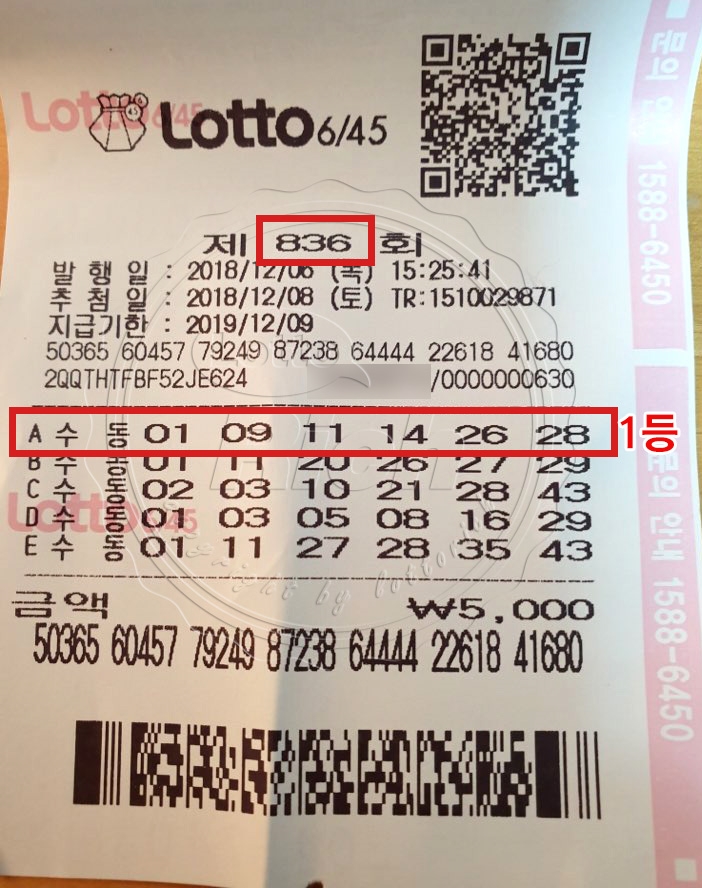 Lotto 6/45
Lotto 6/45
제 836 회
발 행 일 : 2018/12/06 (목) 15:25:41
추 첨 일 : 2018/12/08 (토) TR:1510029871
지급기한 : 2019/12/09
50365 60457 79249 87238 64444 22618 41680
2QQTHTFBF52JE624 /0000000630
A 수 동 01 09 11 14 26 28 1등
B 수 동 01 11 20 26 27 29
C 수 동 02 03 10 21 28 43
Lotto 6/45
D 수 동 01 03 05 08 16 29
E 수 동 01 11 27 28 35 43
금액 ₩5,000
50365 60457 79249 87238 64444 22618 41680
문의 안 1588-6450
문의 안내 1588-6450